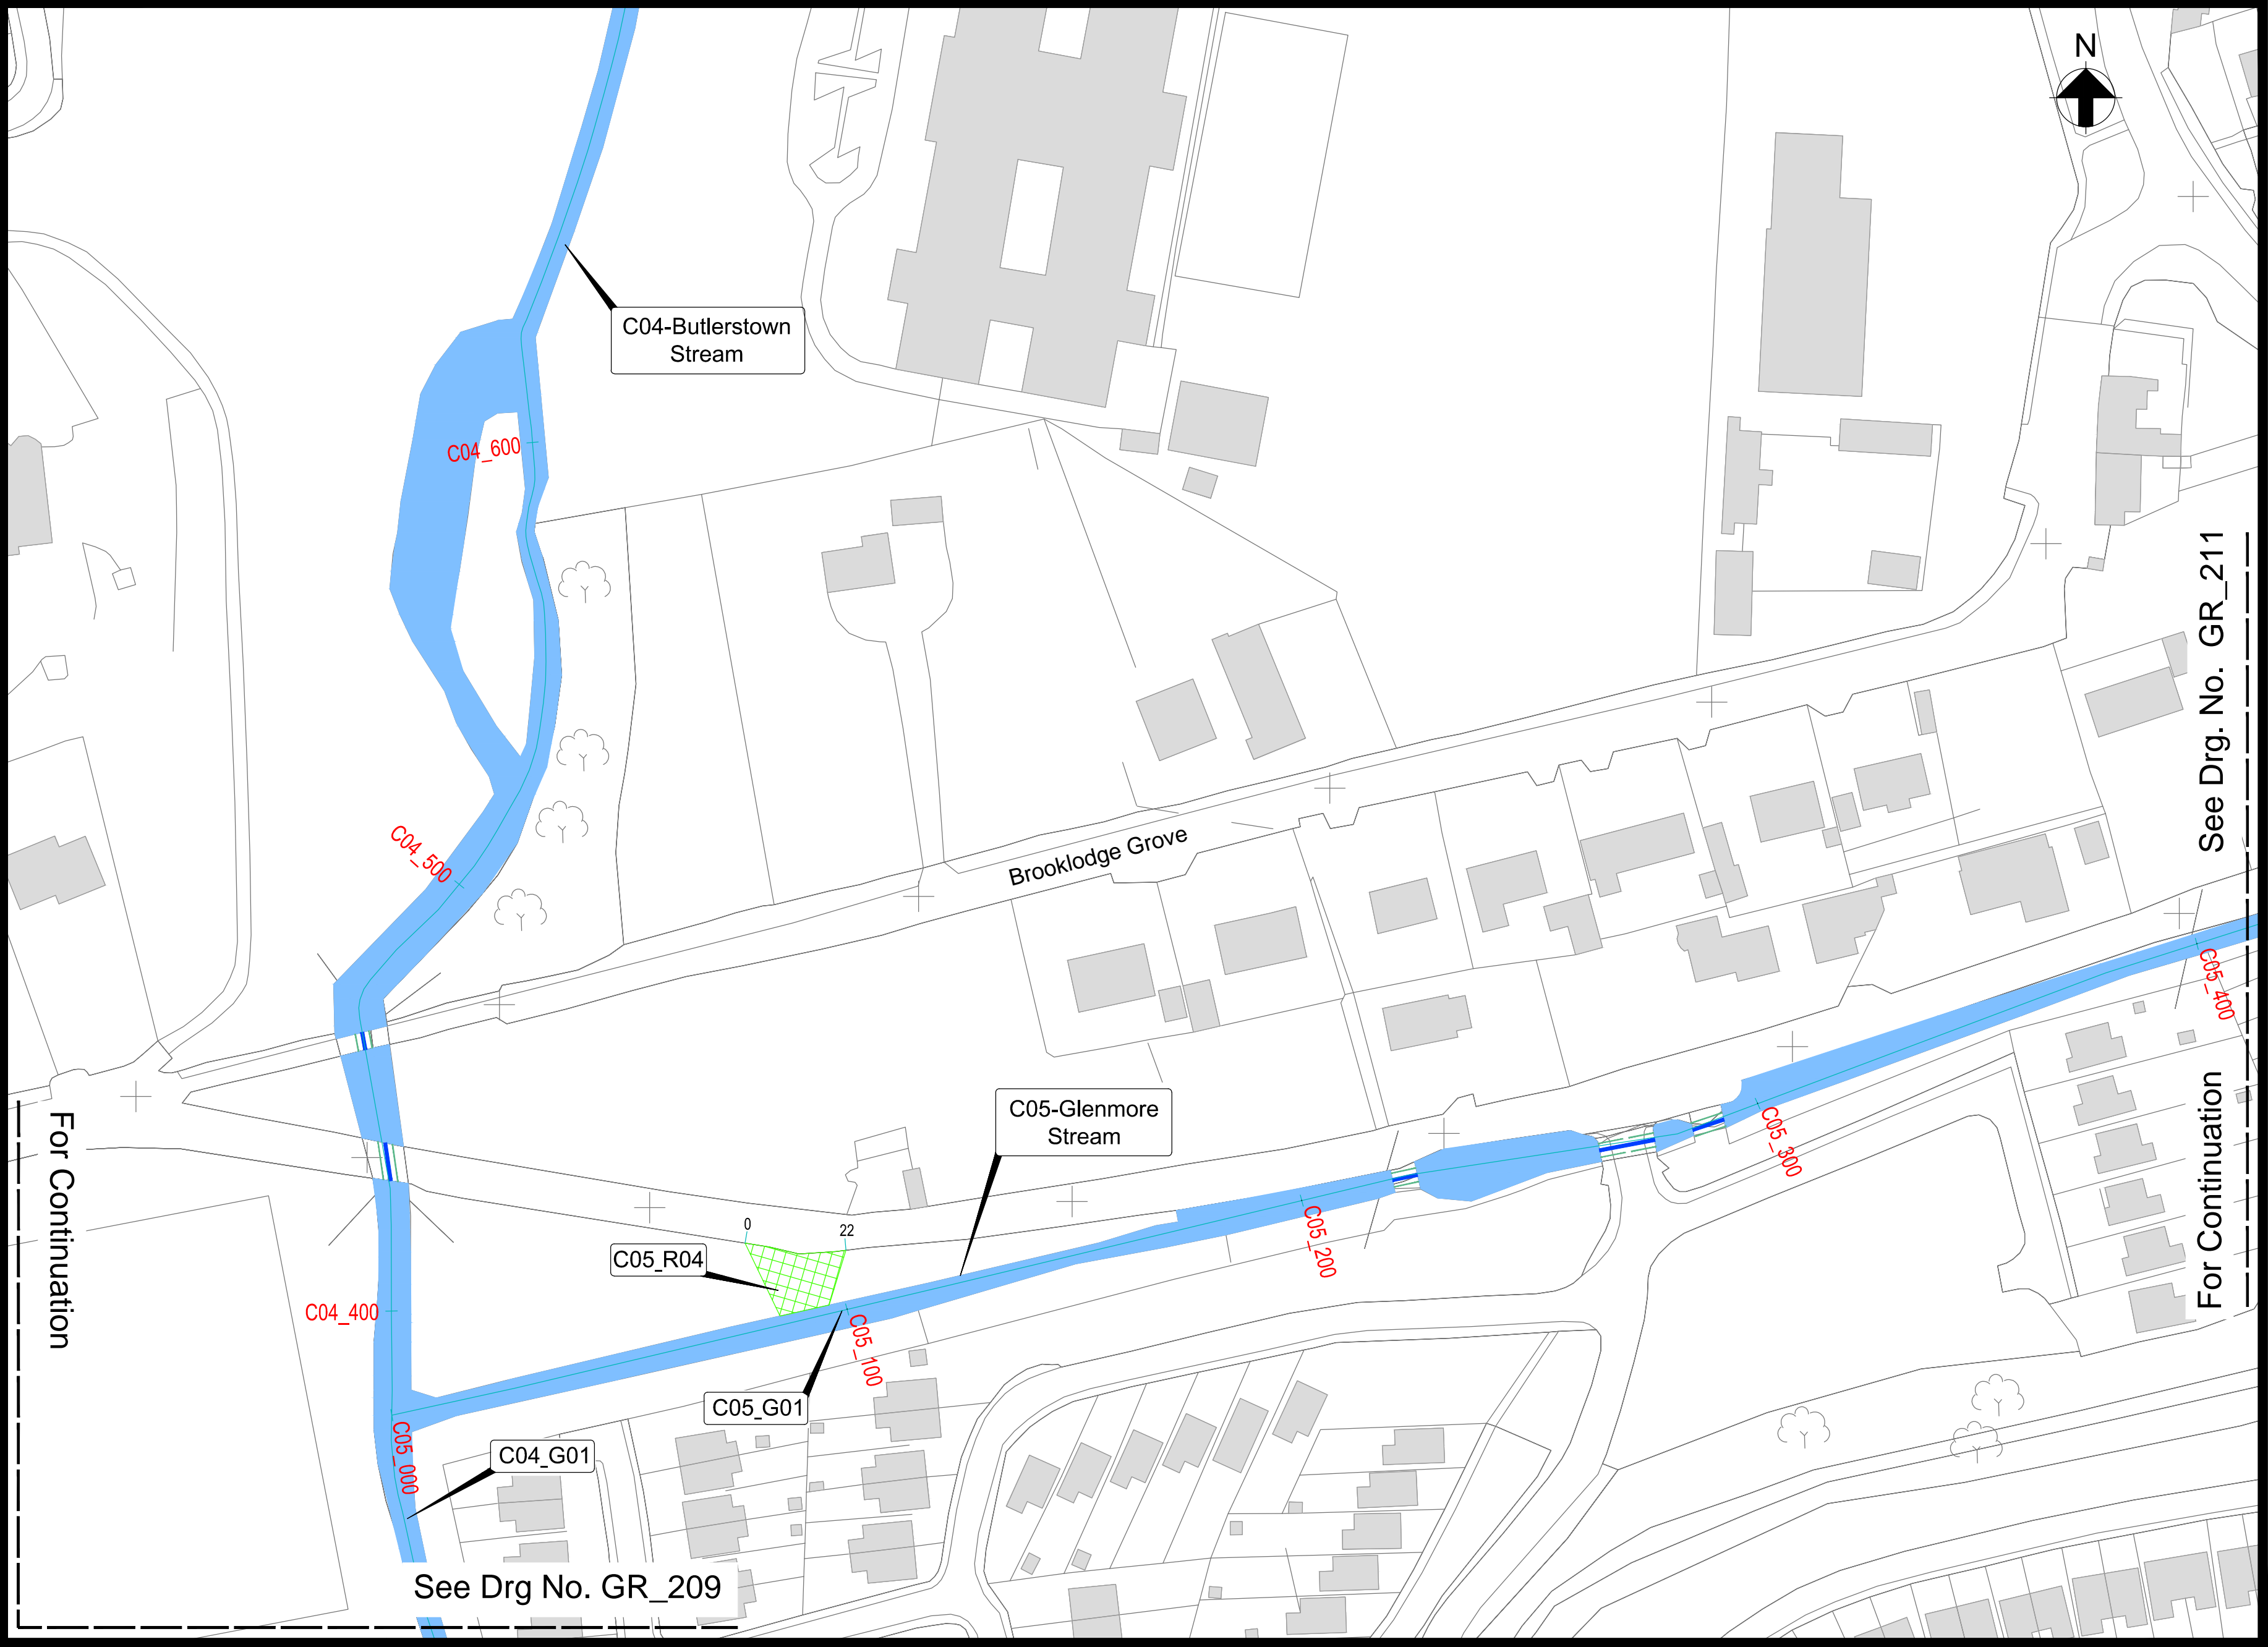 N
C04-Butlerstown
Stream
C04_600
See Drg. No. GR_211
C04_500
Brooklodge Grove
C05_400
C05-Glenmore
Stream
For Continuation
C05_300
For Continuation
0
22
C05_R04
C05_200
C04_400
C05_100
C05_G01
C05_000
C04_G01
See Drg No. GR_209